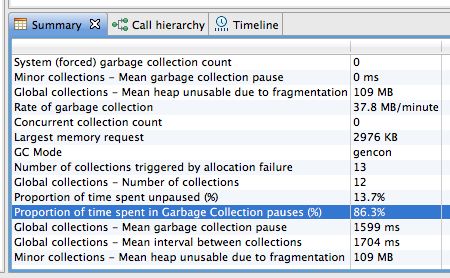 Summary Call hierarchy Timeline
System (forced) garbage collection count 0
Minor collections – Mean garbage collection pause 0 ms
Global collections – Mean heap unusable due to fragmentation 109 MB
Rate of garbage collection 37.8 MB/minute
Concurrent collection count 0
Largest memory request 2976 KB
GC Mode gencon
Number of collections triggered by allocation failure 13
Global collections – Number of collections 12
Proportion of time spent unpaused (%) 13.7%
Proportion of time spent in Garbage Collection pauses (%) 86.3%
Global collections – Mean garbage collection pause 1599 ms
Global collections – Mean interval between collections 1704 ms
Minor collections – Mean heap unusable due to fragmentation 109 MB